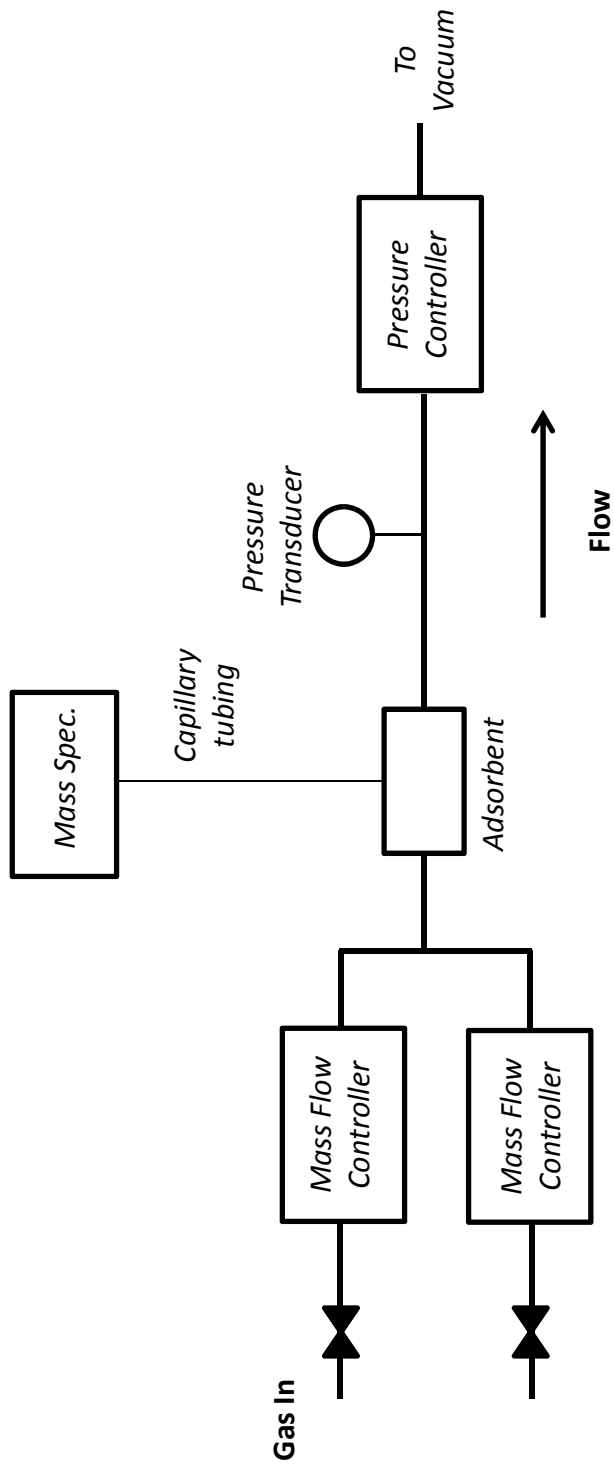 Mass Spec.
Capillary
tubing
Pressure
Transducer
To
Vacuum
Pressure
Controller
Gas In
Mass Flow
Controller
Adsorbent
Flow
Mass Flow
Controller